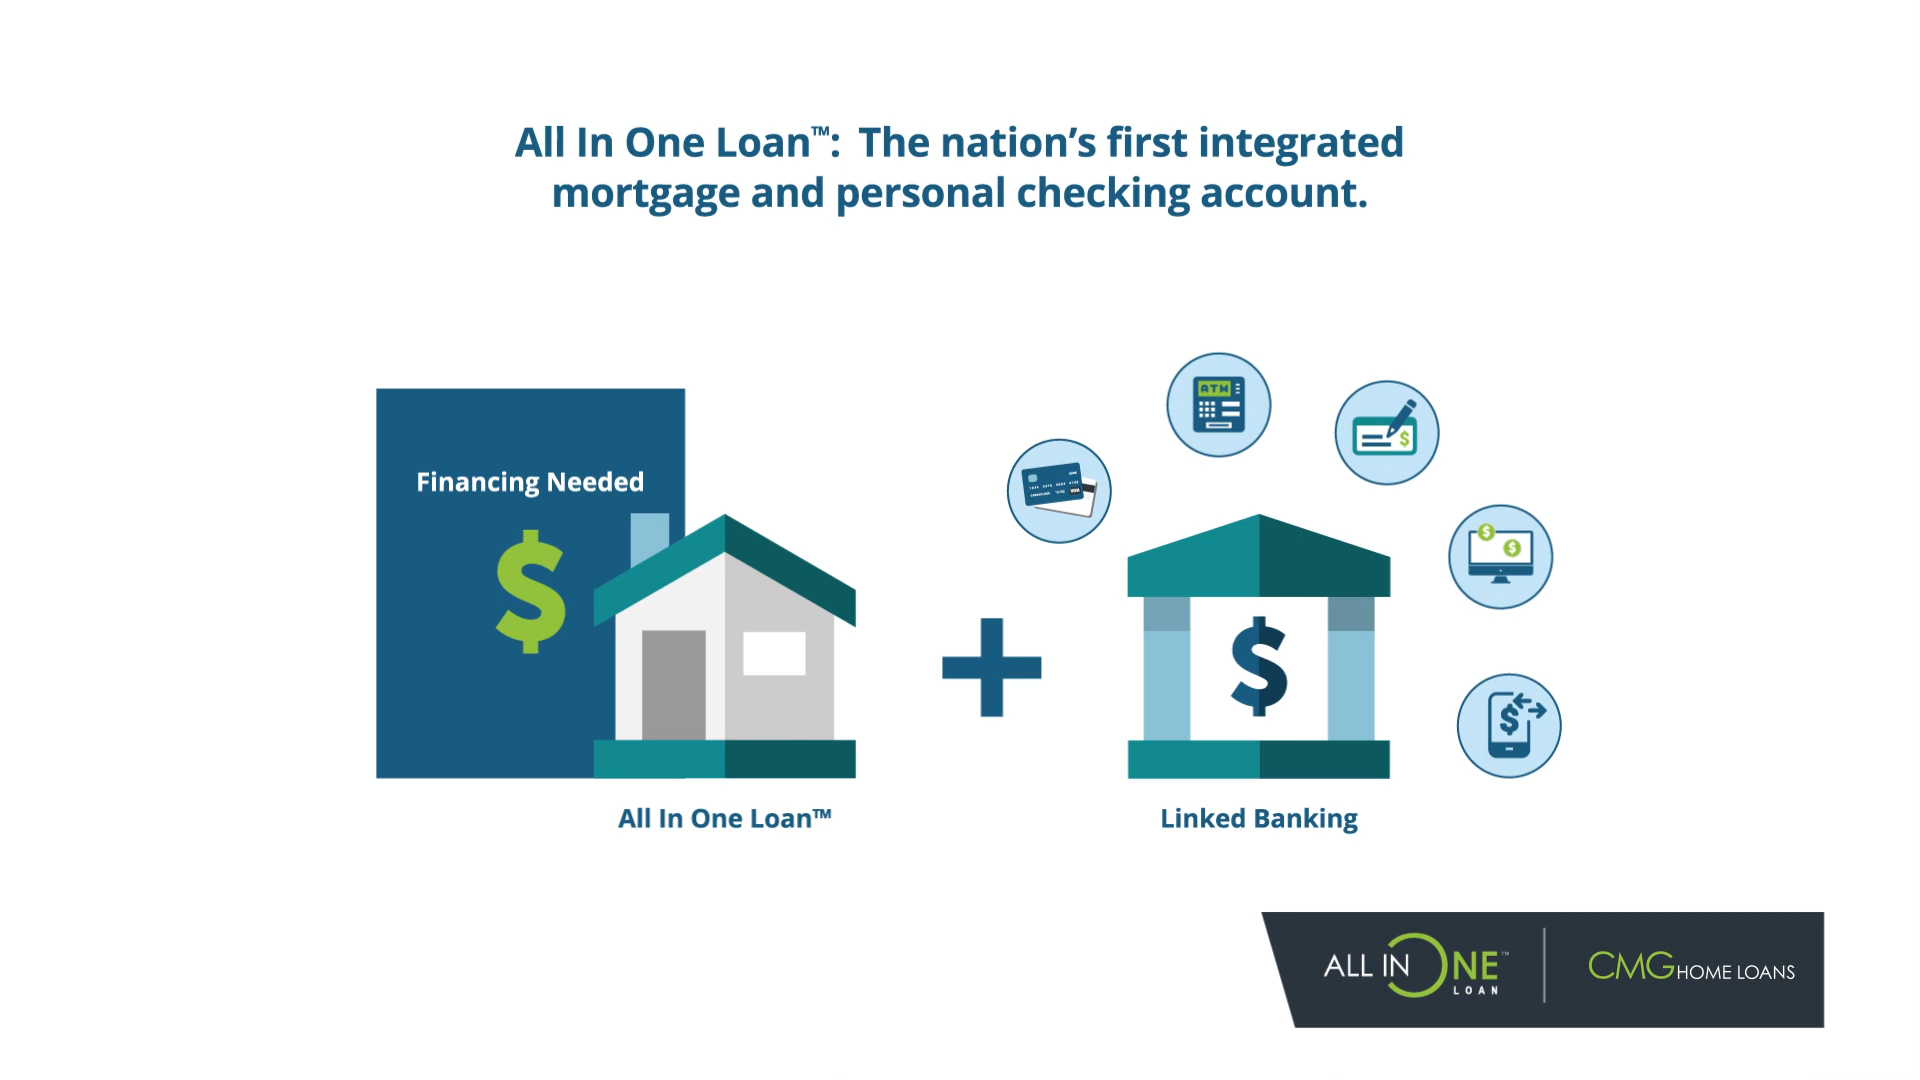 All In One Loan™: The nation's first integrated
mortgage and personal checking account.
Financing Needed
$
ATM
$
$
$
$
$
All In One Loan™
Linked Banking
ALL IN ONE™
LOAN
CMG HOME LOANS